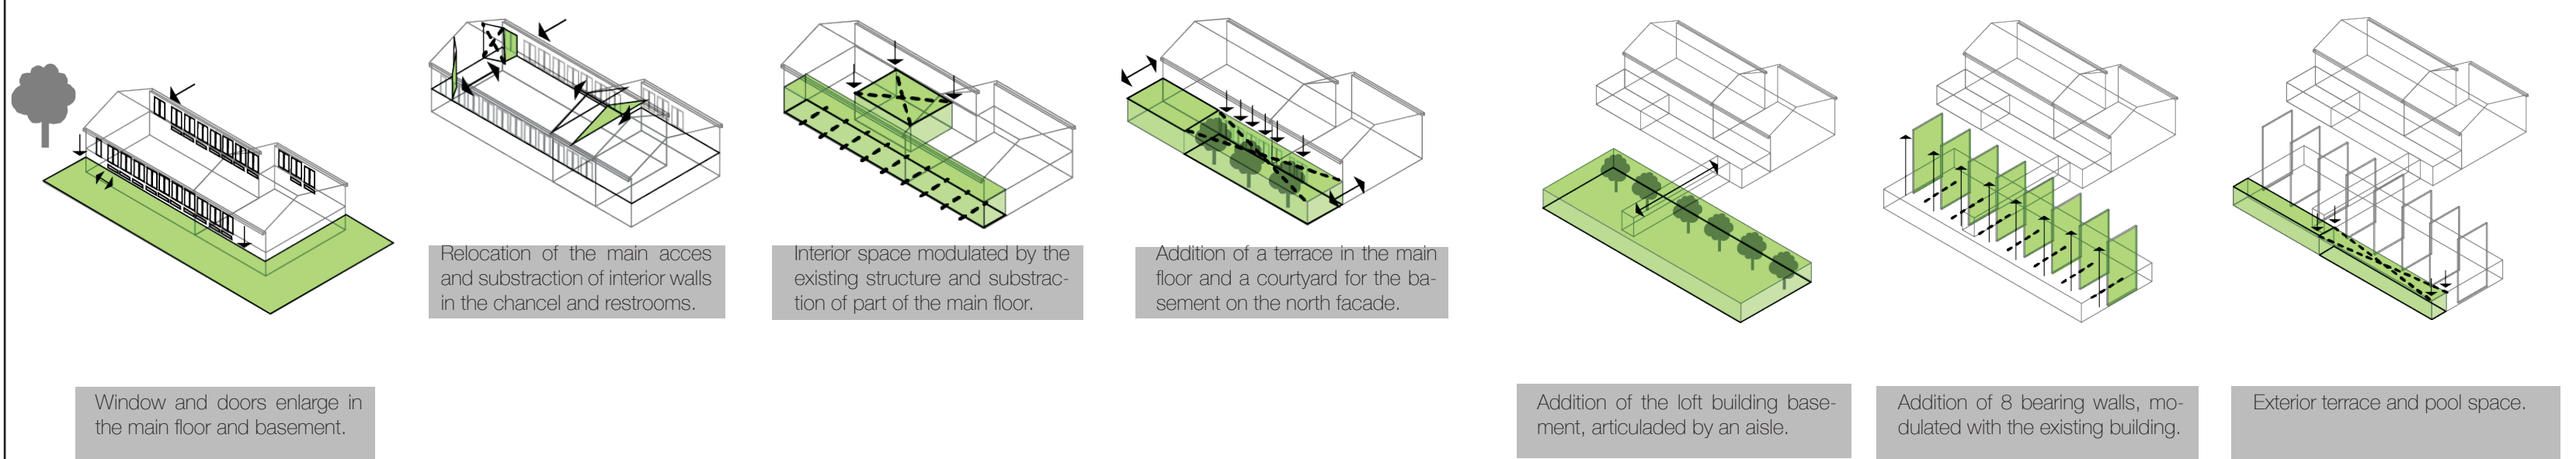 Relocation of the main acces
and substraction of interior walls
in the chancel and restrooms.
Interior space modulated by the
existing structure and substrac-
tion of part of the main floor.
Addition of a terrace in the main
floor and a courtyard for the ba-
sement on the north facade.
Window and doors enlarge in
the main floor and basement.
Addition of the loft building base-
ment, articuladed by an aisle.
Addition of 8 bearing walls, mo-
dulated with the existing building.
Exterior terrace and pool space.